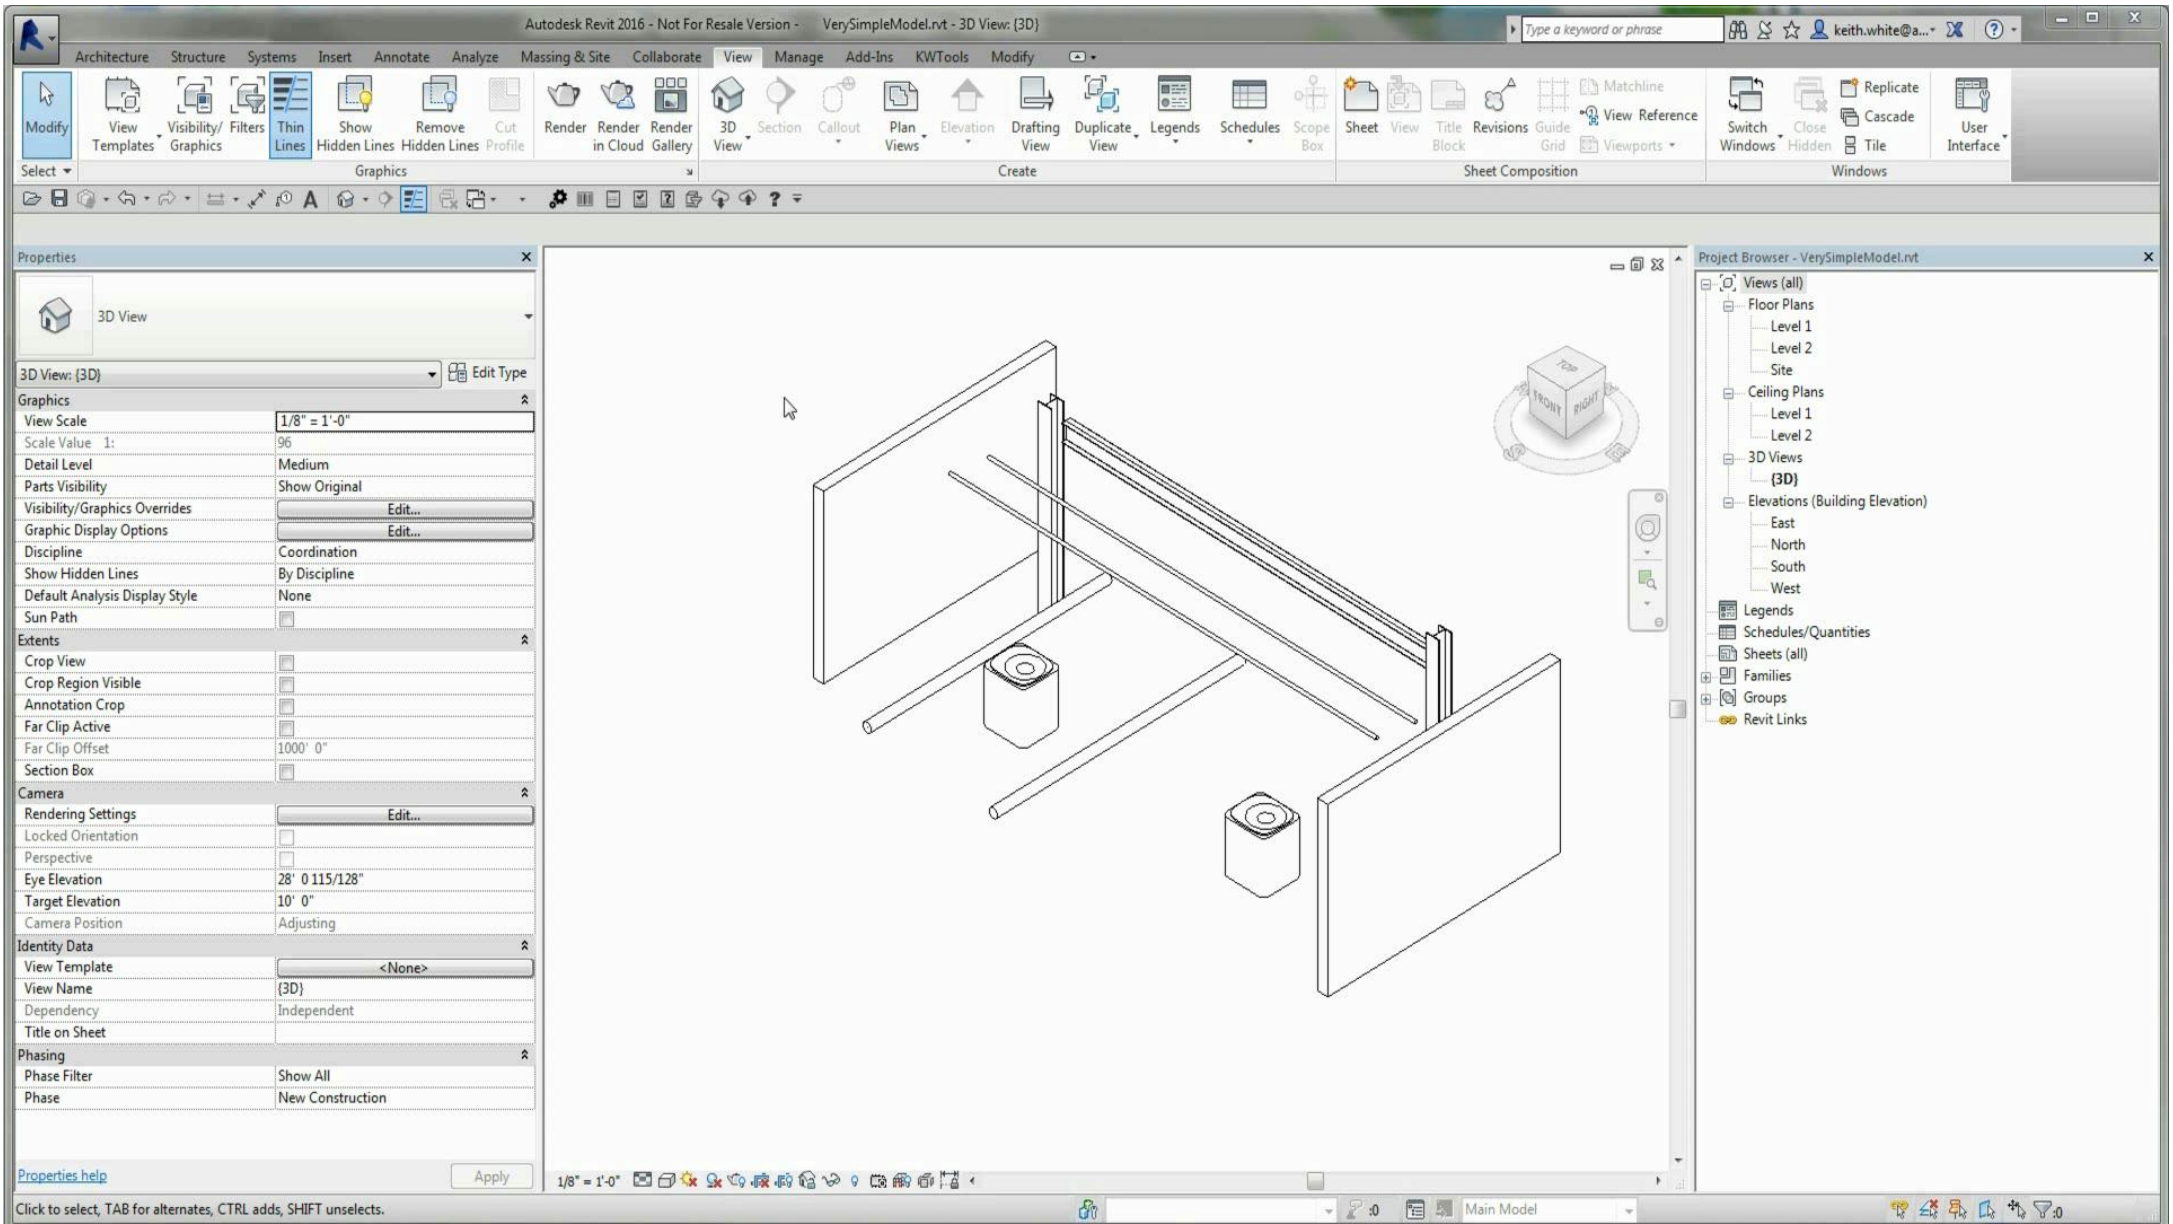 Autodesk Revit 2016 - Not For Resale Version - VerySimpleModel.rvt - 3D View: {3D}
Type a keyword or phrase
keith.white@a...
Architecture Structure Systems Insert Annotate Analyze Massing & Site Collaborate View Manage Add-Ins KWTools Modify
Modify
View Templates
Visibility/ Graphics
Filters
Thin Lines
Show Hidden Lines
Remove Hidden Lines
Cut Profile
Render
Render in Cloud
Render Gallery
3D View
Section
Callout
Plan Views
Elevation
Drafting View
Duplicate View
Legends
Schedules
Scope Box
Sheet
View
Title Block
Revisions
Guide Grid
Matchline
View Reference
Viewports
Switch Windows
Close Hidden
Replicate
Cascade
Tile
User Interface
Select Graphics Create Sheet Composition Windows
Properties
3D View
3D View: {3D} Edit Type
Graphics
View Scale 1/8" = 1'-0"
Scale Value 1: 96
Detail Level Medium
Parts Visibility Show Original
Visibility/Graphics Overrides Edit...
Graphic Display Options Edit...
Discipline Coordination
Show Hidden Lines By Discipline
Default Analysis Display Style None
Sun Path
Extents
Crop View
Crop Region Visible
Annotation Crop
Far Clip Active
Far Clip Offset 1000' 0"
Section Box
Camera
Rendering Settings Edit...
Locked Orientation
Perspective
Eye Elevation 28' 0 115/128"
Target Elevation 10' 0"
Camera Position Adjusting
Identity Data
View Template <None>
View Name {3D}
Dependency Independent
Title on Sheet
Phasing
Phase Filter Show All
Phase New Construction
Properties help Apply
TOP
FRONT
RIGHT
1/8" = 1'-0"
Project Browser - VerySimpleModel.rvt
Views (all)
Floor Plans
Level 1
Level 2
Site
Ceiling Plans
Level 1
Level 2
3D Views
{3D}
Elevations (Building Elevation)
East
North
South
West
Legends
Schedules/Quantities
Sheets (all)
Families
Groups
Revit Links
Click to select, TAB for alternates, CTRL adds, SHIFT unselects.
:0
Main Model
:0